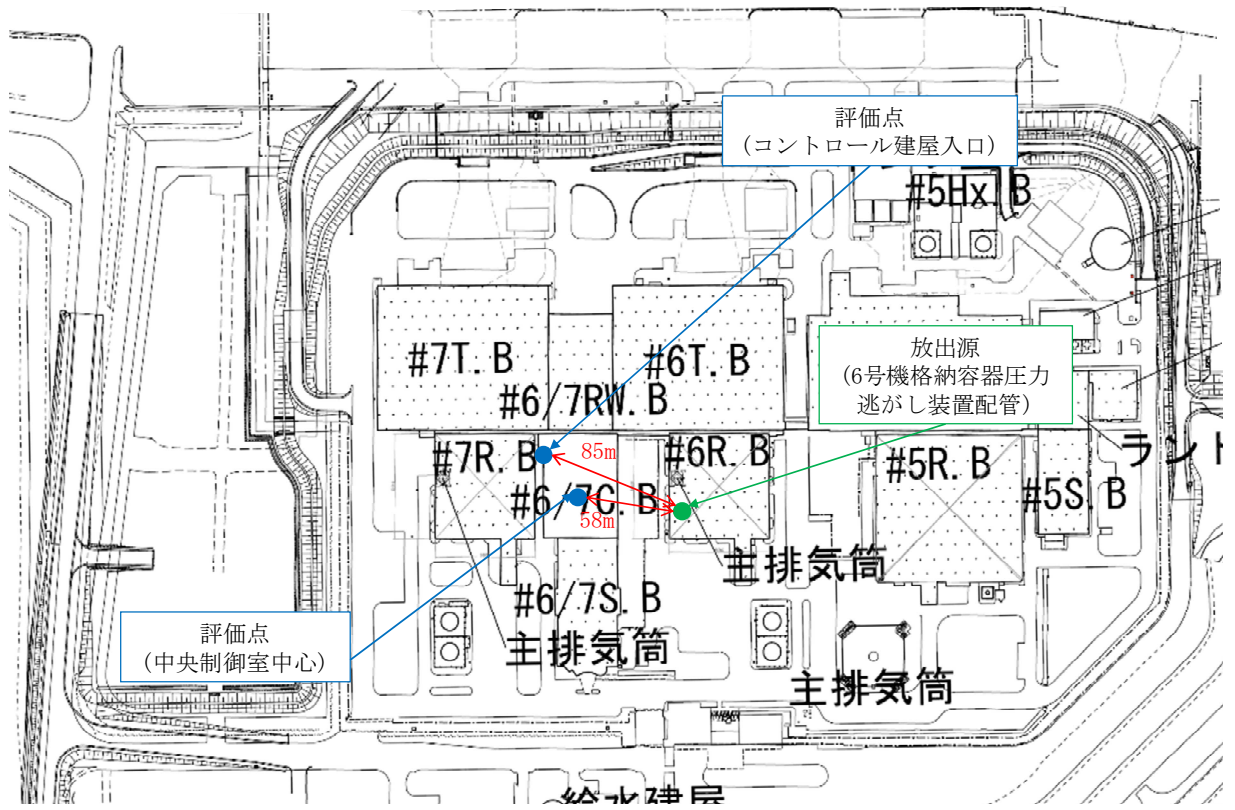 評価点
(コントロール建屋入口)
#5Hx. B
#7T. B
#6T. B
#6/7RW. B
放出源
(6号機格納容器圧力
逃がし装置配管)
#7R. B
85m
#6R. B
#5R. B
ラント
#6/7C. B
#5S. B
58m
主排気筒
#6/7S. B
評価点
(中央制御室中心)
主排気筒
主排気筒
給水建屋